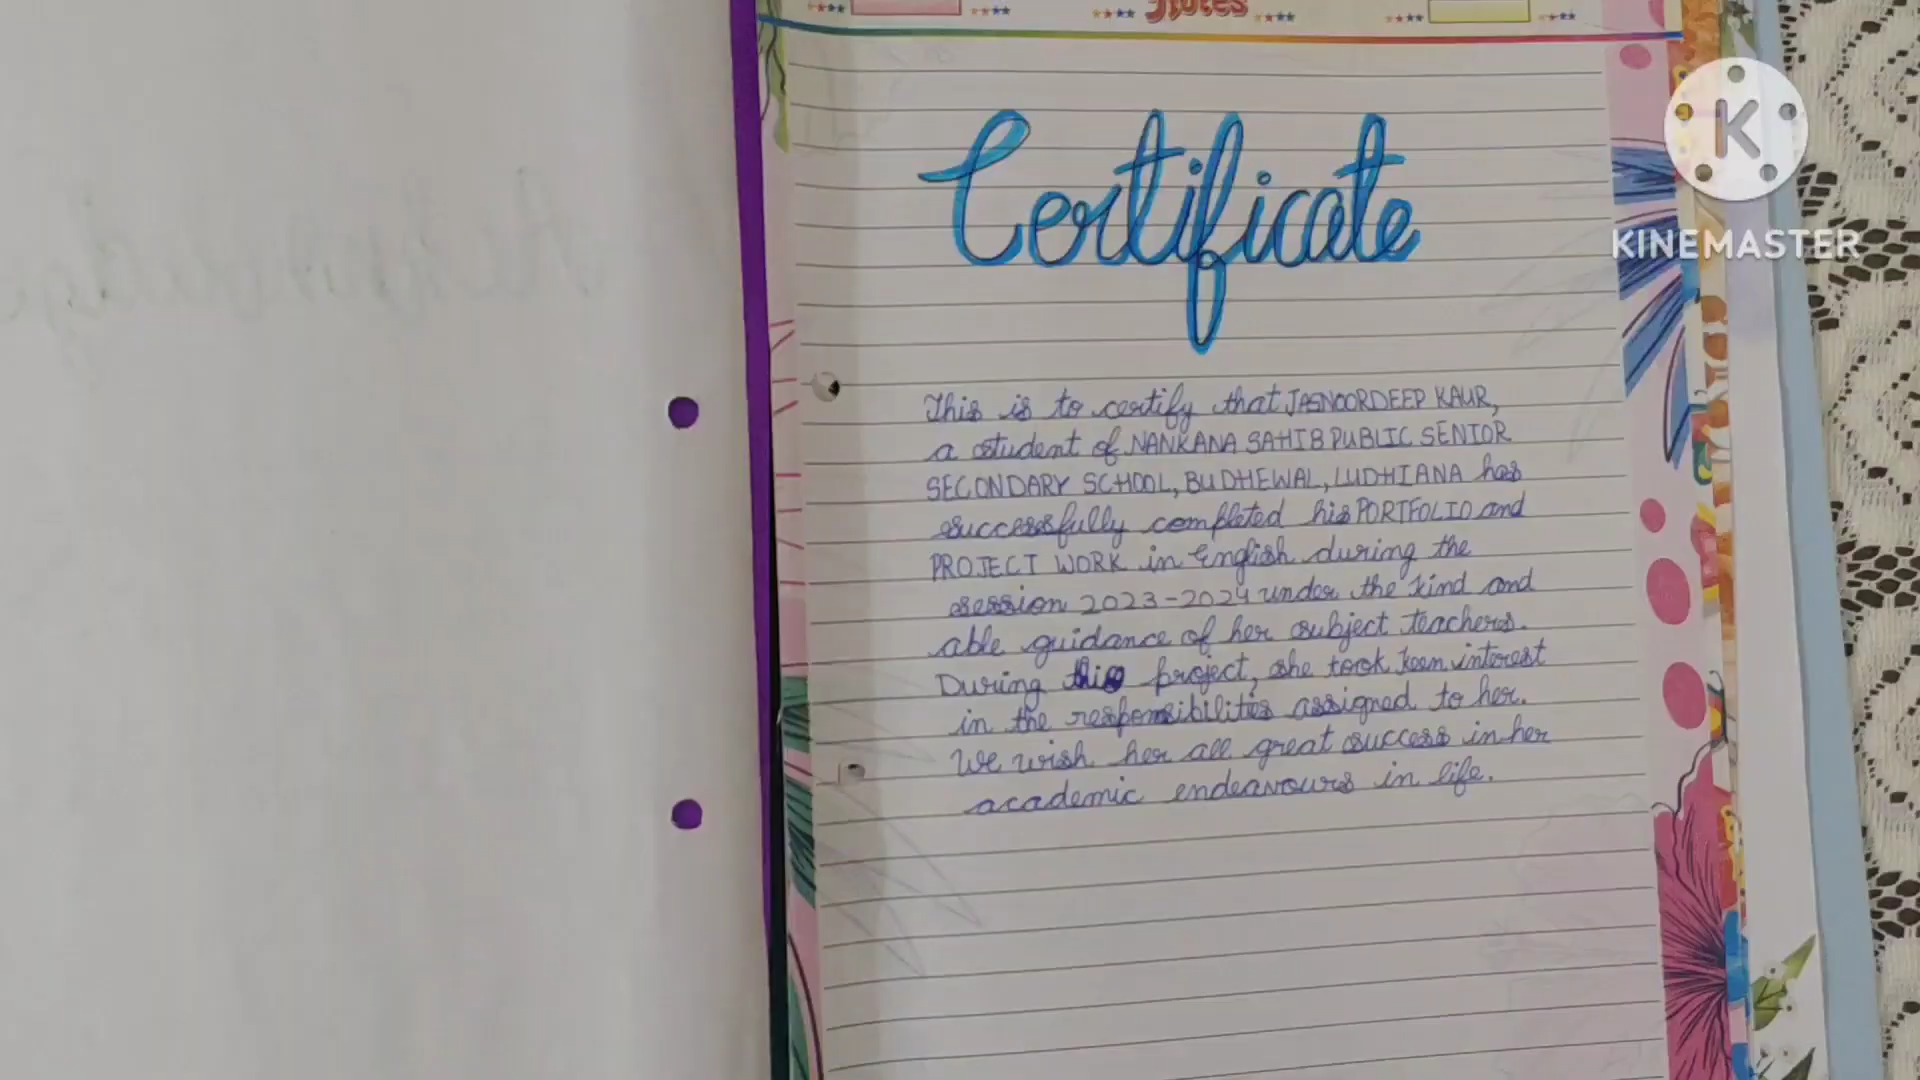 Notes
Certificate
This is to certify that JASNOORDEEP KAUR,
a student of NANKANA SAHIB PUBLIC SENIOR
SECONDARY SCHOOL, BUDHEWAL, LUDHIANA has
successfully completed his PORTFOLIO and
PROJECT WORK in English during the
session 2023-2024 under the kind and
able guidance of her subject teachers.
During this project, she took keen interest
in the responsibilities assigned to her.
We wish her all great success in her
academic endeavours in life.
K
KINEMASTER